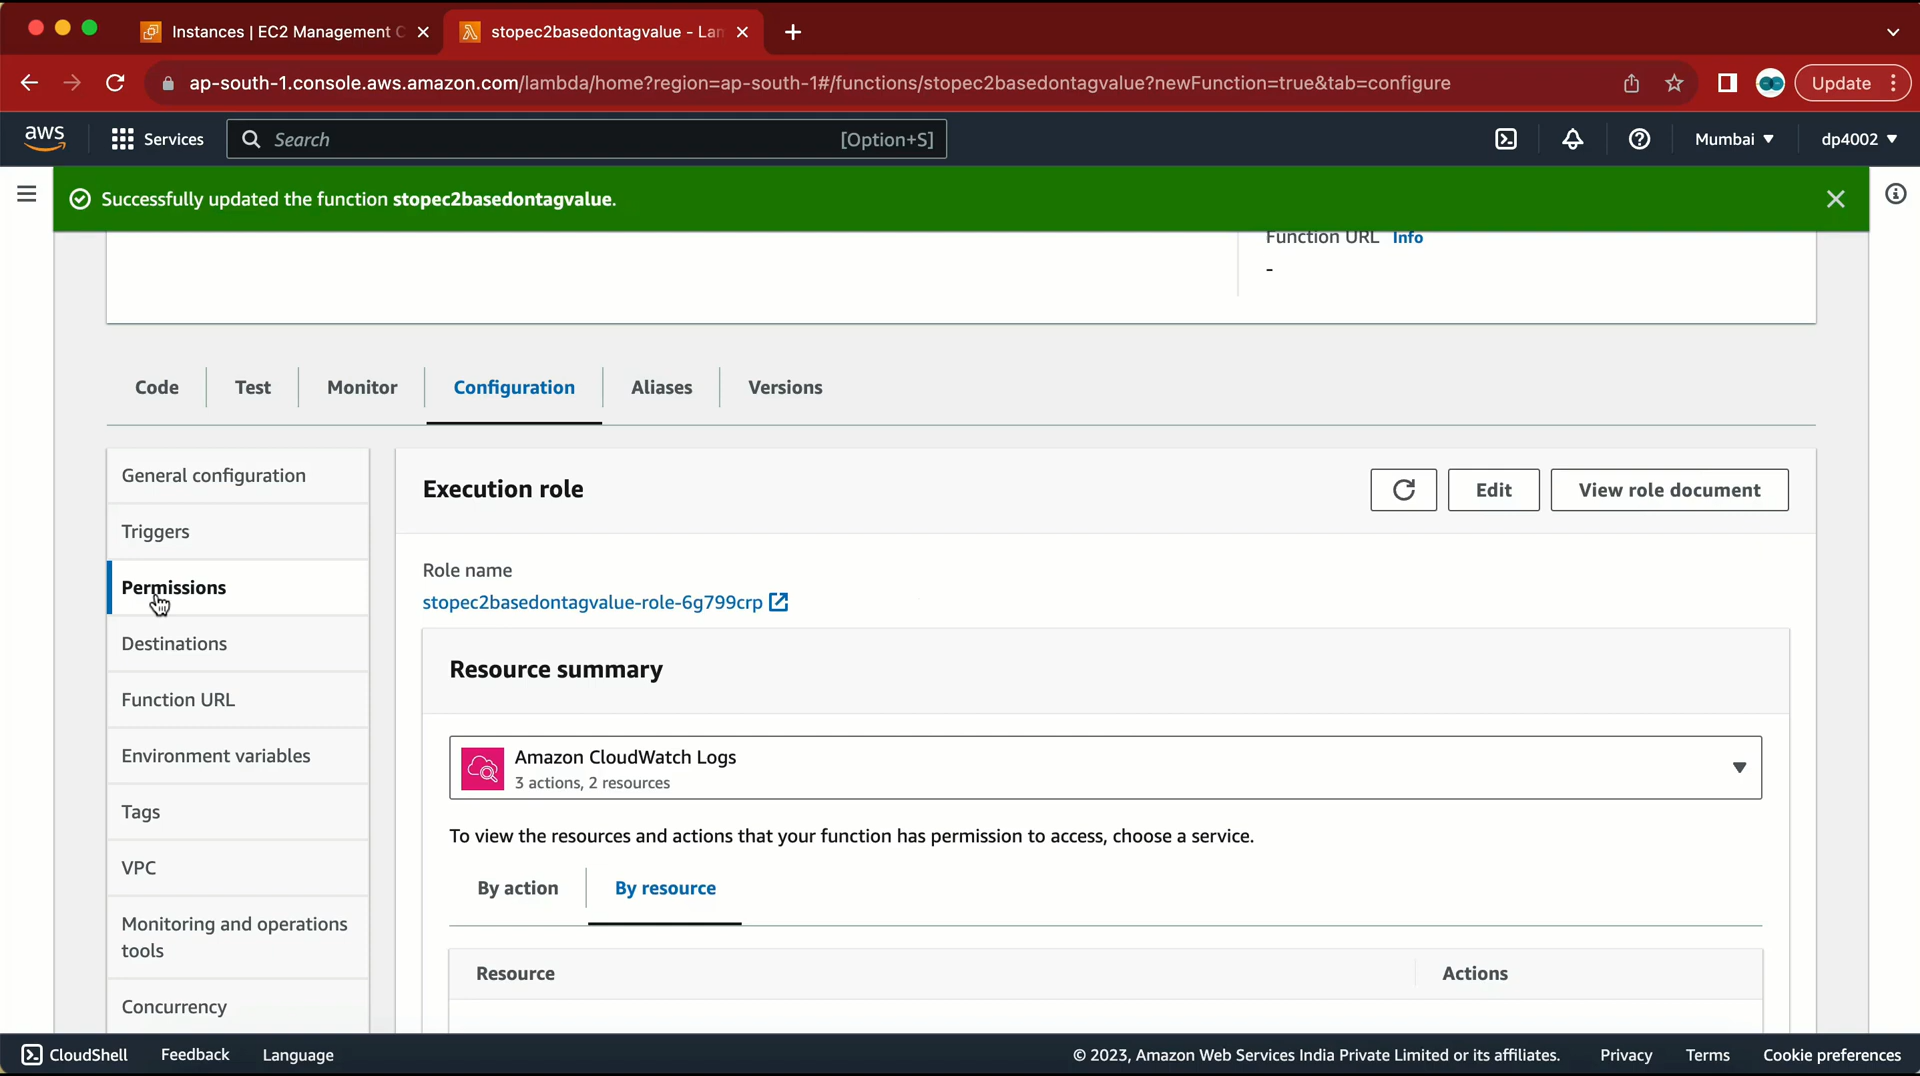 Instances | EC2 Management C
stopec2basedontagvalue - Lam
ap-south-1.console.aws.amazon.com/lambda/home?region=ap-south-1#/functions/stopec2basedontagvalue?newFunction=true&tab=configure
Update
aws
Services
Search
[Option+S]
Mumbai
dp4002
Successfully updated the function stopec2basedontagvalue.
Function URL Info
-
Code
Test
Monitor
Configuration
Aliases
Versions
General configuration
Triggers
Permissions
Destinations
Function URL
Environment variables
Tags
VPC
Monitoring and operations
tools
Concurrency
Execution role
Edit
View role document
Role name
stopec2basedontagvalue-role-6g799crp
Resource summary
Amazon CloudWatch Logs
3 actions, 2 resources
To view the resources and actions that your function has permission to access, choose a service.
By action
By resource
Resource
Actions
CloudShell
Feedback
Language
© 2023, Amazon Web Services India Private Limited or its affiliates.
Privacy
Terms
Cookie preferences